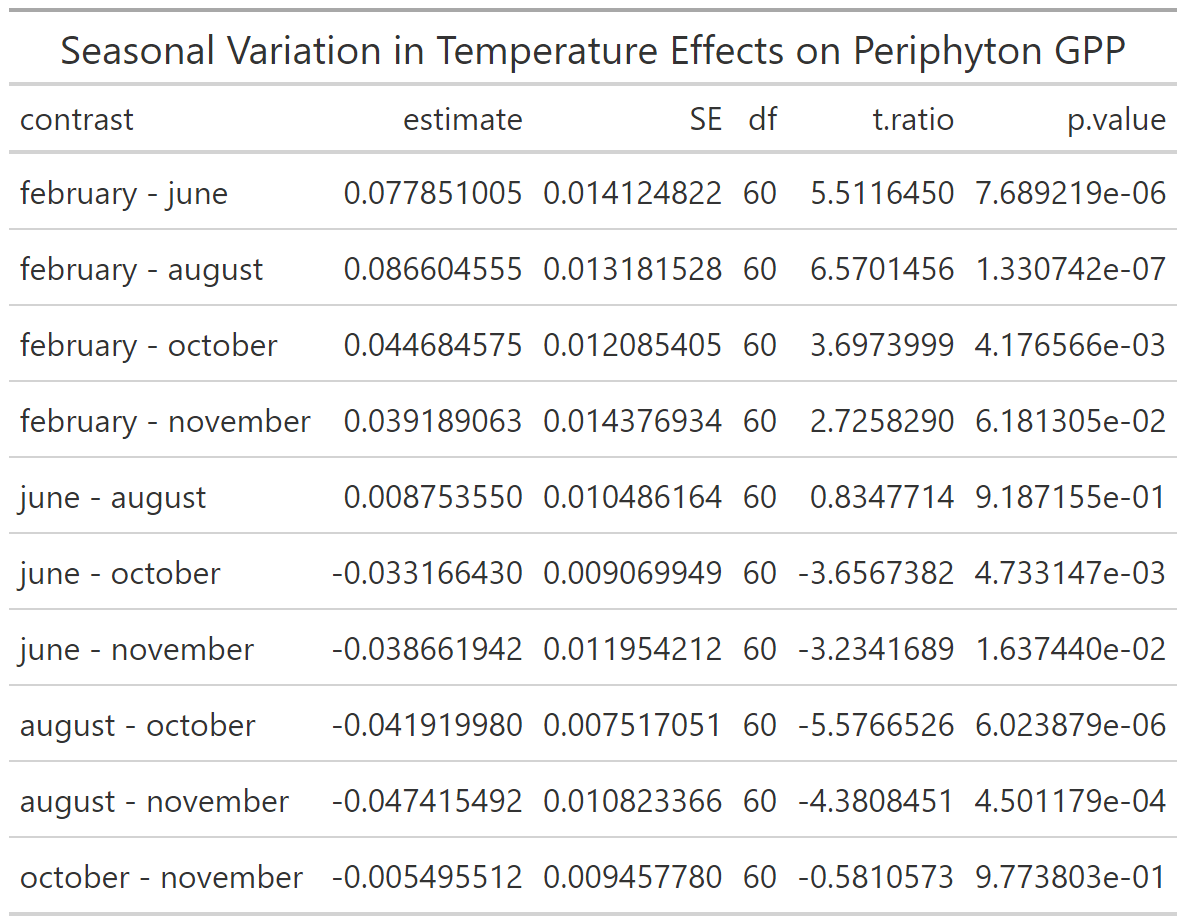 Seasonal Variation in Temperature Effects on Periphyton GPP
contrast estimate SE df t.ratio p.value
february - june 0.077851005 0.014124822 60 5.5116450 7.689219e-06
february - august 0.086604555 0.013181528 60 6.5701456 1.330742e-07
february - october 0.044684575 0.012085405 60 3.6973999 4.176566e-03
february - november 0.039189063 0.014376934 60 2.7258290 6.181305e-02
june - august 0.008753550 0.010486164 60 0.8347714 9.187155e-01
june - october -0.033166430 0.009069949 60 -3.6567382 4.733147e-03
june - november -0.038661942 0.011954212 60 -3.2341689 1.637440e-02
august - october -0.041919980 0.007517051 60 -5.5766526 6.023879e-06
august - november -0.047415492 0.010823366 60 -4.3808451 4.501179e-04
october - november -0.005495512 0.009457780 60 -0.5810573 9.773803e-01